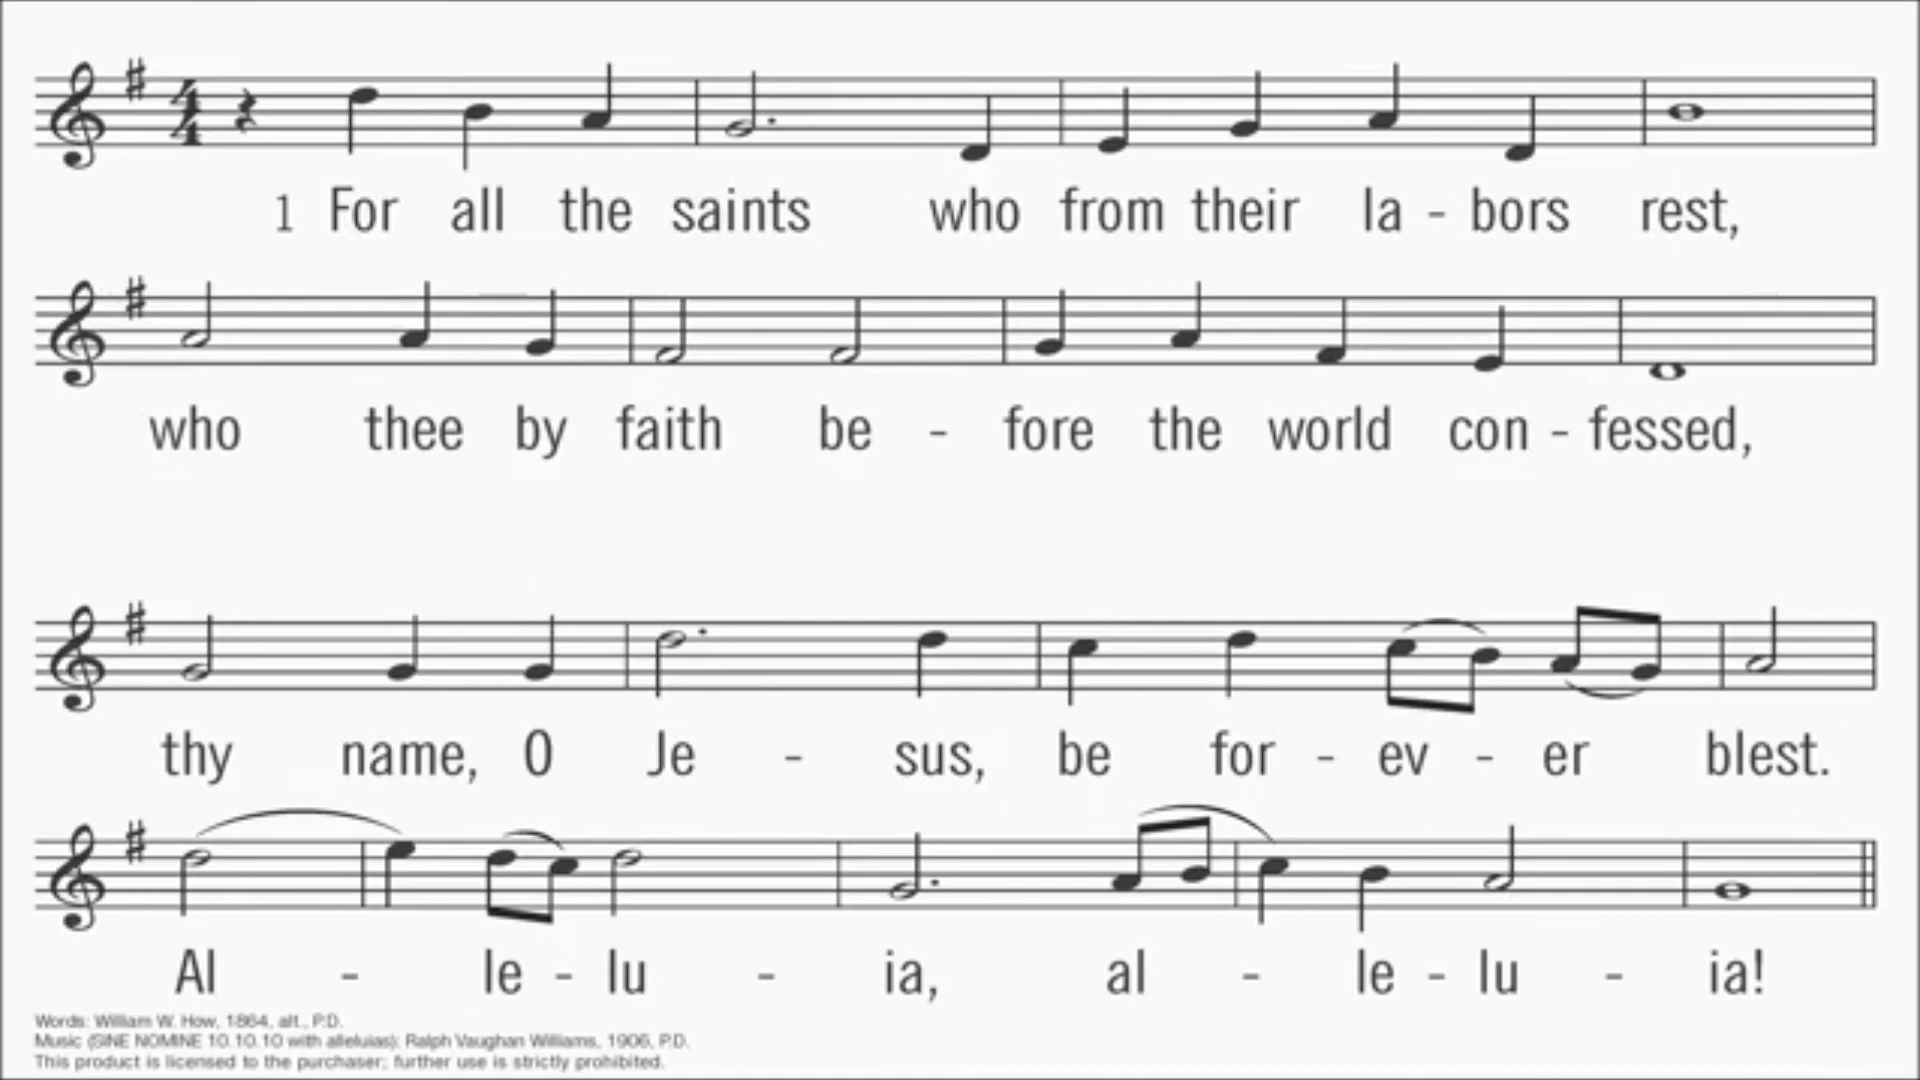 1 For all the saints who from their la - bors rest,
who thee by faith be - fore the world con - fessed,
thy name, O Je - sus, be for - ev - er blest.
Al - le - lu - ia, al - le - lu - ia!
Words: William W. How, 1864, alt., P.D.
Music (SINE NOMINE 10.10.10 with alleluias): Ralph Vaughan Williams, 1906, P.D.
This product is licensed to the purchaser; further use is strictly prohibited.